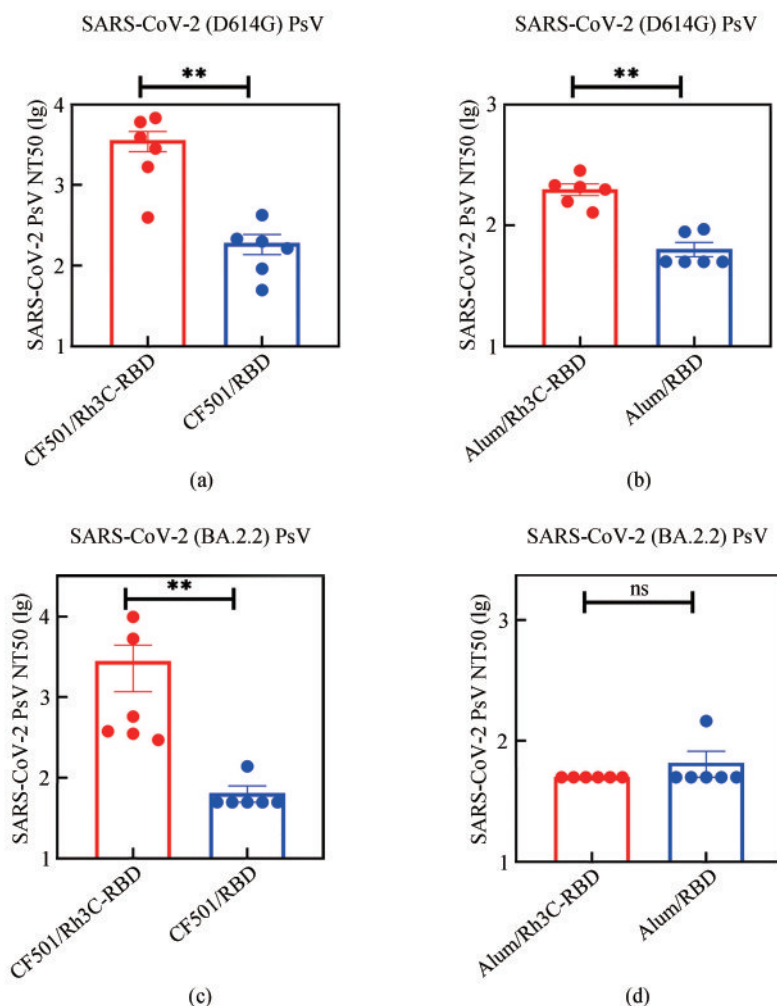 SARS-CoV-2 (D614G) PsV
**
SARS-CoV-2 PsV NT50 (lg)
4
3
2
1
CF501/Rh3C-RBD
CF501/RBD
(a)
SARS-CoV-2 (D614G) PsV
**
SARS-CoV-2 PsV NT50 (lg)
3
2
1
Alum/Rh3C-RBD
Alum/RBD
(b)
SARS-CoV-2 (BA.2.2) PsV
**
SARS-CoV-2 PsV NT50 (lg)
4
3
2
1
CF501/Rh3C-RBD
CF501/RBD
(c)
SARS-CoV-2 (BA.2.2) PsV
ns
SARS-CoV-2 PsV NT50 (lg)
3
2
1
Alum/Rh3C-RBD
Alum/RBD
(d)